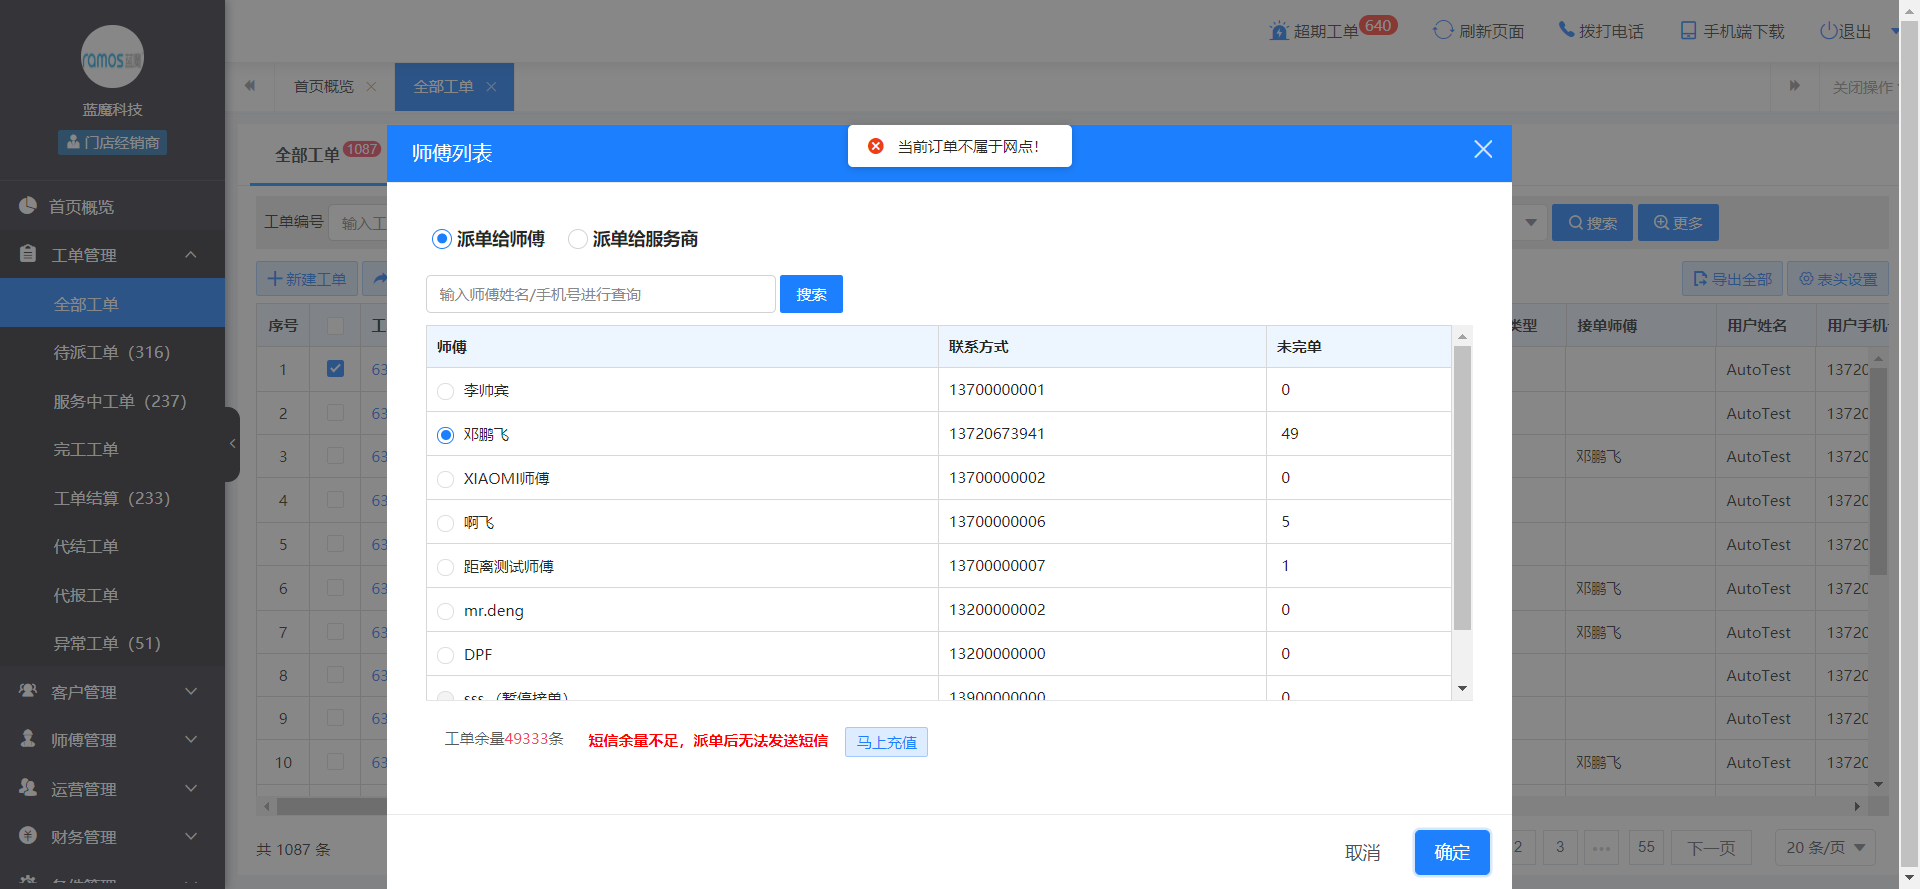 ramos蓝魔
蓝魔科技
门店经销商
首页概览
工单管理
全部工单
待派工单（316）
服务中工单（237）
完工工单
工单结算（233）
代结工单
代报工单
异常工单（51）
客户管理
师傅管理
运营管理
财务管理
超期工单 640
刷新页面
拨打电话
手机端下载
退出
首页概览
全部工单
关闭操作
全部工单 1087
工单编号 输入工
搜索
更多
新建工单
导出全部
表头设置
序号 工 类型 接单师傅 用户姓名 用户手机
1 63 AutoTest 13720
2 63 AutoTest 13720
3 63 邓鹏飞 AutoTest 13720
4 63 AutoTest 13720
5 63 AutoTest 13720
6 63 邓鹏飞 AutoTest 13720
7 63 邓鹏飞 AutoTest 13720
8 63 AutoTest 13720
9 63 AutoTest 13720
10 63 邓鹏飞 AutoTest 13720
共 1087 条
2 3 ••• 55 下一页 20 条/页
师傅列表
当前订单不属于网点!
派单给师傅 派单给服务商
输入师傅姓名/手机号进行查询 搜索
师傅 联系方式 未完单
李帅宾 13700000001 0
邓鹏飞 13720673941 49
XIAOMI师傅 13700000002 0
啊飞 13700000006 5
距离测试师傅 13700000007 1
mr.deng 13200000002 0
DPF 13200000000 0
sss （暂停接单） 13900000000 0
工单余量49333条 短信余量不足，派单后无法发送短信 马上充值
取消 确定